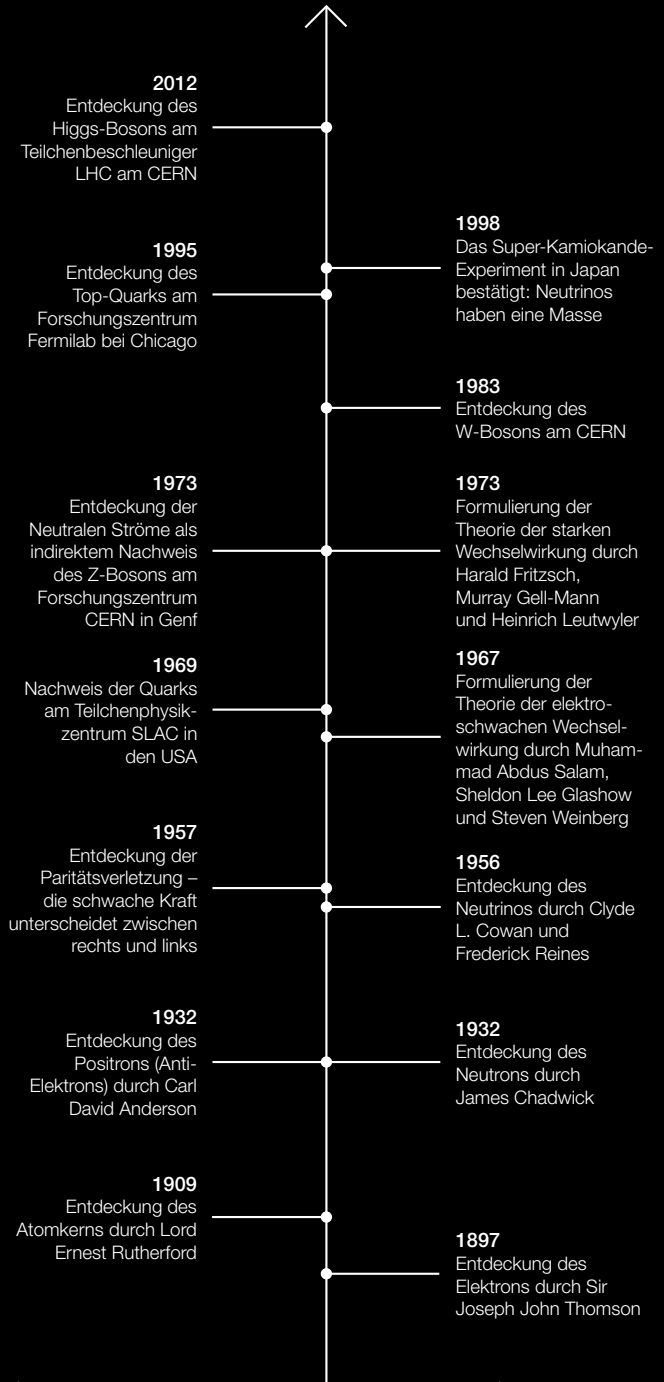 2012
Entdeckung des
Higgs-Bosons am
Teilchenbeschleuniger
LHC am CERN
1998
Das Super-Kamiokande-
Experiment in Japan
bestätigt: Neutrinos
haben eine Masse
1995
Entdeckung des
Top-Quarks am
Forschungszentrum
Fermilab bei Chicago
1983
Entdeckung des
W-Bosons am CERN
1973
Entdeckung der
Neutralen Ströme als
indirektem Nachweis
des Z-Bosons am
Forschungszentrum
CERN in Genf
1973
Formulierung der
Theorie der starken
Wechselwirkung durch
Harald Fritzsch,
Murray Gell-Mann
und Heinrich Leutwyler
1969
Nachweis der Quarks
am Teilchenphysik-
zentrum SLAC in
den USA
1967
Formulierung der
Theorie der elektro-
schwachen Wechsel-
wirkung durch Muham-
mad Abdus Salam,
Sheldon Lee Glashow
und Steven Weinberg
1957
Entdeckung der
Paritätsverletzung –
die schwache Kraft
unterscheidet zwischen
rechts und links
1956
Entdeckung des
Neutrinos durch Clyde
L. Cowan und
Frederick Reines
1932
Entdeckung des
Positrons (Anti-
Elektrons) durch Carl
David Anderson
1932
Entdeckung des
Neutrons durch
James Chadwick
1909
Entdeckung des
Atomkerns durch Lord
Ernest Rutherford
1897
Entdeckung des
Elektrons durch Sir
Joseph John Thomson